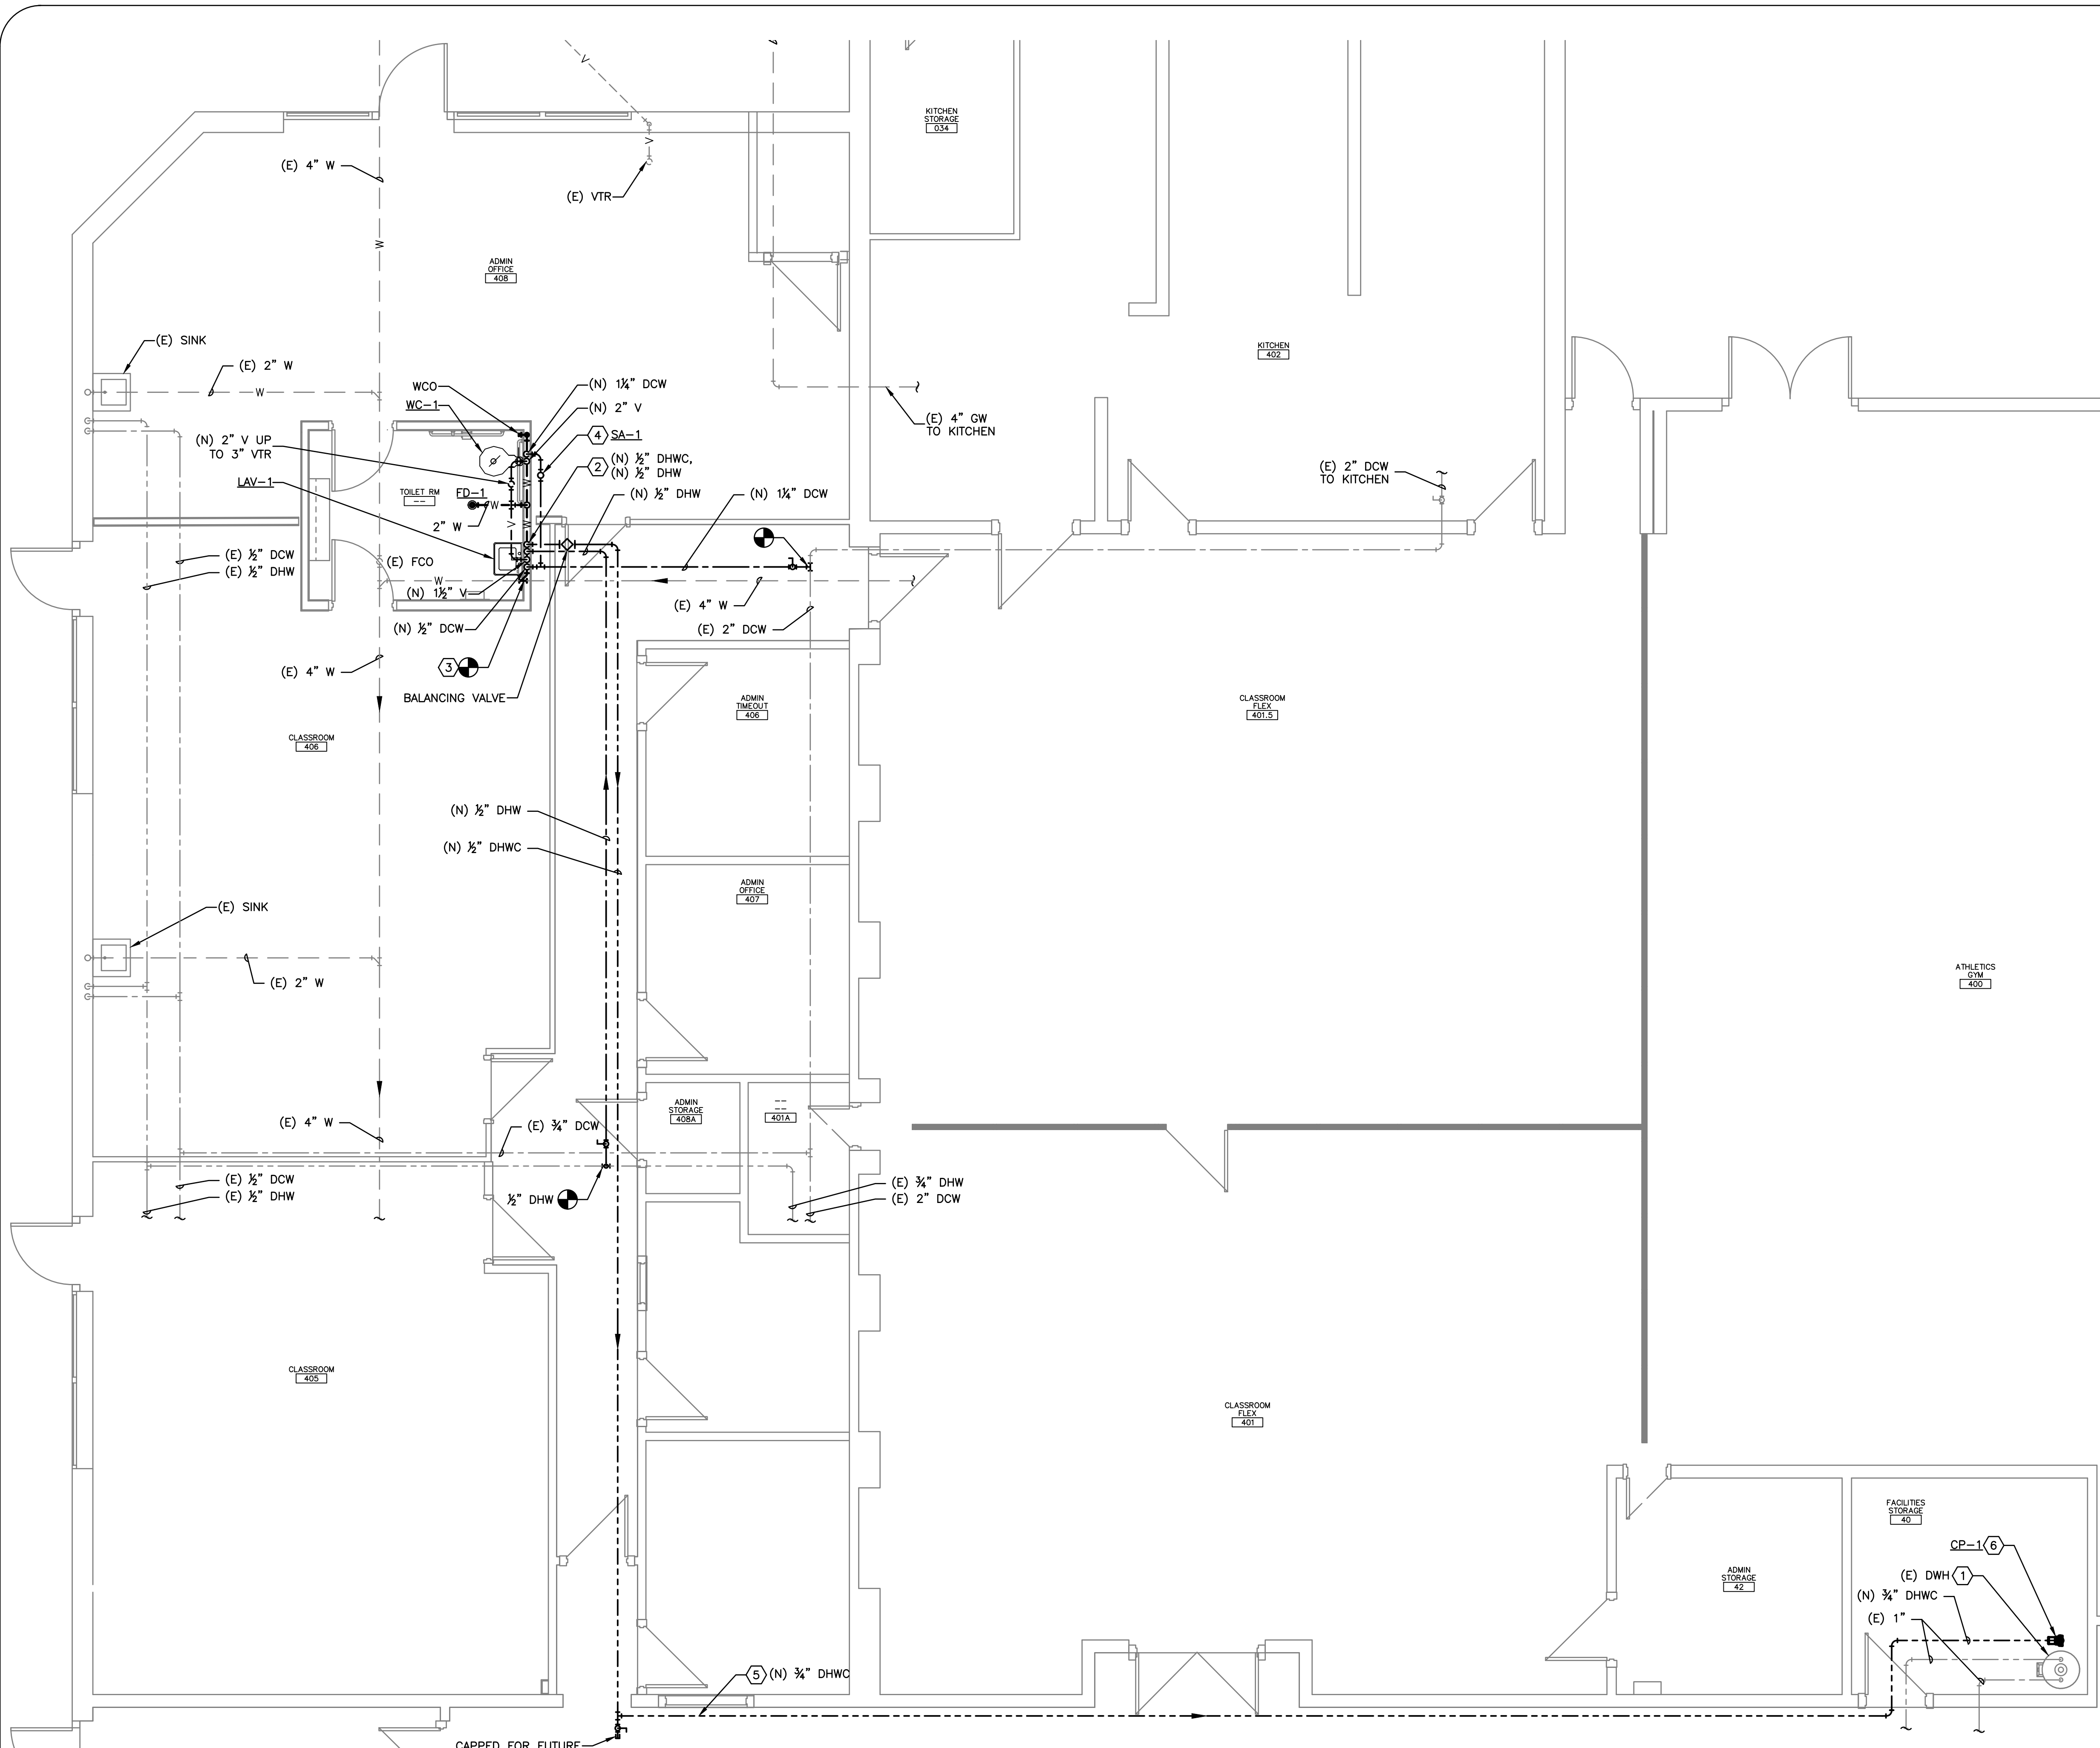 V
V
KITCHEN
STORAGE
034
(E) 4" W
(E) VTR
W
ADMIN
OFFICE
408
(E) SINK
(E) 2" W
W
KITCHEN
402
WCO
WC-1
(N) 1¼" DCW
(N) 2" V
4 SA-1
(E) 4" GW
TO KITCHEN
(N) 2" V UP
TO 3" VTR
2 (N) ½" DHWC,
(N) ½" DHW
(E) 2" DCW
TO KITCHEN
LAV-1
TOILET RM
--
FD-1
W
W
(N) ½" DHW
(N) 1¼" DCW
2" W
V
W
(E) ½" DCW
(E) ½" DHW
(E) FCO
W
(N) 1½" V
(E) 4" W
(N) ½" DCW
(E) 2" DCW
3
(E) 4" W
BALANCING VALVE
ADMIN
TIMEOUT
406
CLASSROOM
FLEX
401.5
CLASSROOM
406
(N) ½" DHW
(N) ½" DHWC
ADMIN
OFFICE
407
(E) SINK
ATHLETICS
GYM
400
(E) 2" W
ADMIN
STORAGE
408A
--
--
401A
(E) 4" W
(E) ¾" DCW
(E) ½" DCW
(E) ½" DHW
½" DHW
(E) ¾" DHW
(E) 2" DCW
CLASSROOM
405
CLASSROOM
FLEX
401
FACILITIES
STORAGE
40
CP-1 6
ADMIN
STORAGE
42
(E) DWH 1
(N) ¾" DHWC
(E) 1"
5 (N) ¾" DHWC
CAPPED FOR FUTURE